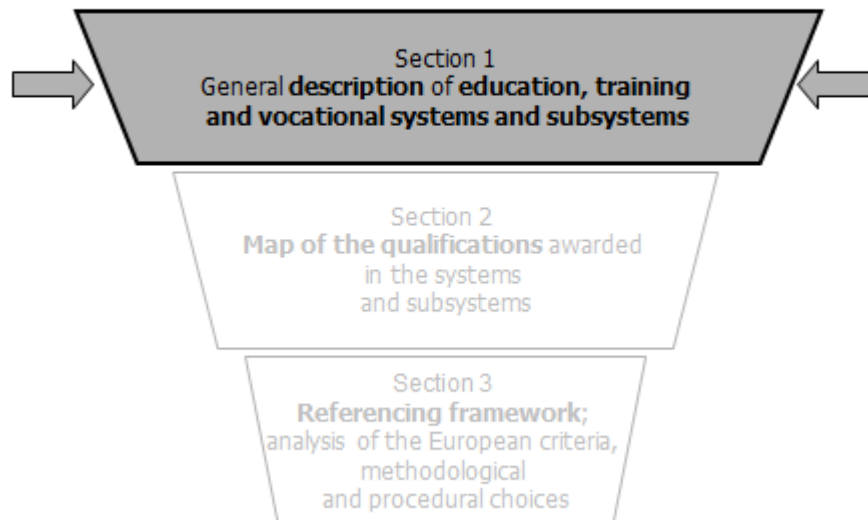 Section 1
General description of education, training
and vocational systems and subsystems
Section 2
Map of the qualifications awarded
in the systems
and subsystems
Section 3
Referencing framework;
analysis of the European criteria,
methodological
and procedural choices